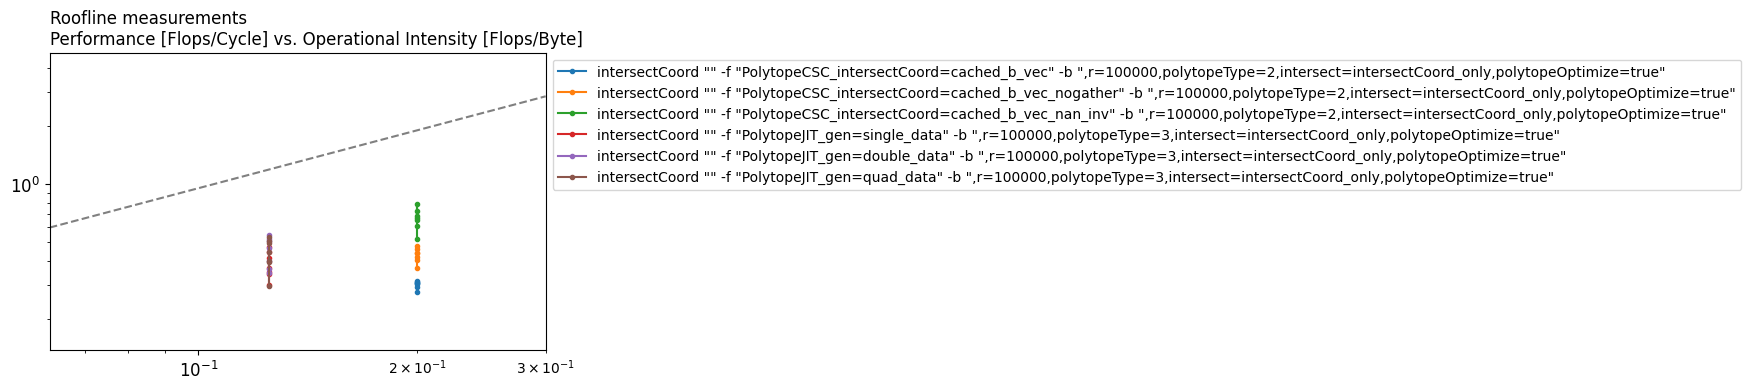 Roofline measurements
Performance [Flops/Cycle] vs. Operational Intensity [Flops/Byte]
intersectCoord "" -f "PolytopeCSC_intersectCoord=cached_b_vec" -b ",r=100000,polytopeType=2,intersect=intersectCoord_only,polytopeOptimize=true"
intersectCoord "" -f "PolytopeCSC_intersectCoord=cached_b_vec_nogather" -b ",r=100000,polytopeType=2,intersect=intersectCoord_only,polytopeOptimize=true"
intersectCoord "" -f "PolytopeCSC_intersectCoord=cached_b_vec_nan_inv" -b ",r=100000,polytopeType=2,intersect=intersectCoord_only,polytopeOptimize=true"
intersectCoord "" -f "PolytopeJIT_gen=single_data" -b ",r=100000,polytopeType=3,intersect=intersectCoord_only,polytopeOptimize=true"
intersectCoord "" -f "PolytopeJIT_gen=double_data" -b ",r=100000,polytopeType=3,intersect=intersectCoord_only,polytopeOptimize=true"
intersectCoord "" -f "PolytopeJIT_gen=quad_data" -b ",r=100000,polytopeType=3,intersect=intersectCoord_only,polytopeOptimize=true"
10⁰
10⁻¹ 2 × 10⁻¹ 3 × 10⁻¹